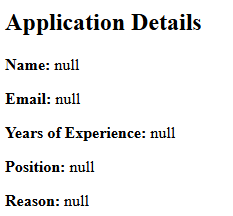 Application Details
Name: null
Email: null
Years of Experience: null
Position: null
Reason: null